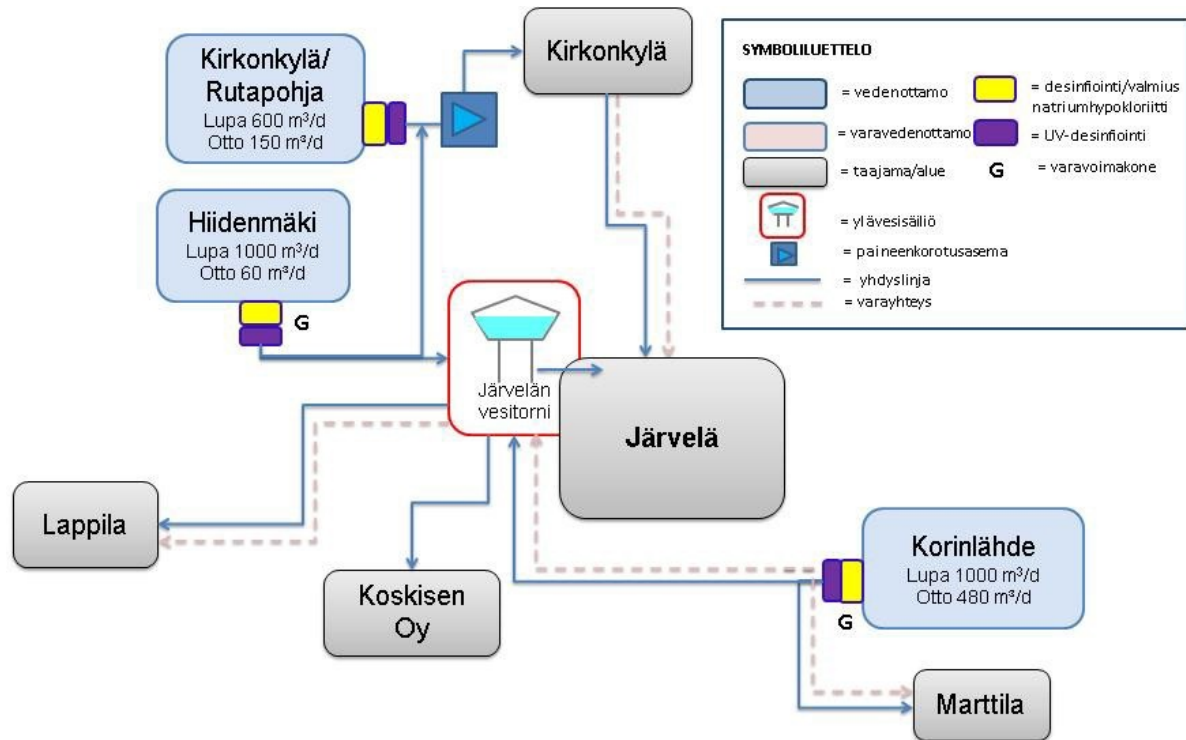 Kirkonkylä/
Rutapohja
Lupa 600 m³/d
Otto 150 m³/d
Kirkonkylä
Hiidenmäki
Lupa 1000 m³/d
Otto 60 m³/d
G
Järvelän
vesitorni
Järvelä
Lappila
Koskisen
Oy
Korinlähde
Lupa 1000 m³/d
Otto 480 m³/d
G
Marttila
SYMBOLILUETTELO
= vedenottamo
= varavedenottamo
= taajama/alue
= ylävesisäiliö
= paineenkorotusasema
= yhdyslinja
= varayhteys
= desinfiointi/valmius
natriumhypokloriitti
= UV-desinfiointi
G = varavoimakone